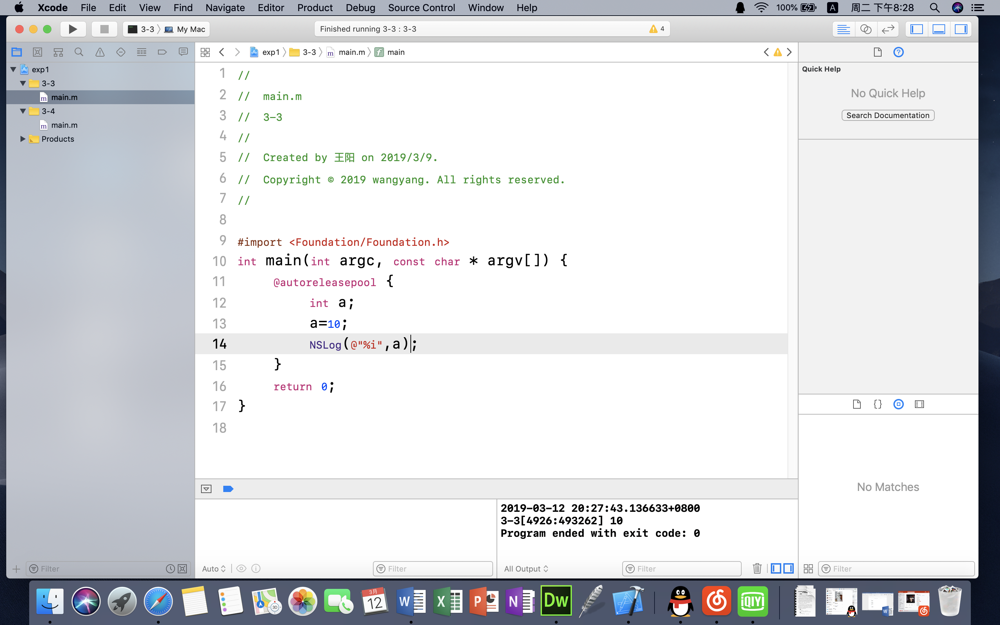 Xcode File Edit View Find Navigate Editor Product Debug Source Control Window Help 100% A 周二 下午8:28
3-3 My Mac Finished running 3-3 : 3-3 4
exp1 3-3 main.m main
exp1
3-3
main.m
3-4
main.m
Products
1 //
2 //  main.m
3 //  3-3
4 //
5 //  Created by 王阳 on 2019/3/9.
6 //  Copyright © 2019 wangyang. All rights reserved.
7 //
8
9 #import <Foundation/Foundation.h>
10 int main(int argc, const char * argv[]) {
11 @autoreleasepool {
12 int a;
13 a=10;
14 NSLog(@"%i",a);
15 }
16 return 0;
17 }
18
Quick Help
No Quick Help
Search Documentation
{}
No Matches
2019-03-12 20:27:43.136633+0800
3-3[4926:493262] 10
Program ended with exit code: 0
Filter Auto Filter All Output Filter Filter
3D 3月 12 W X P N Dw iQIYI W